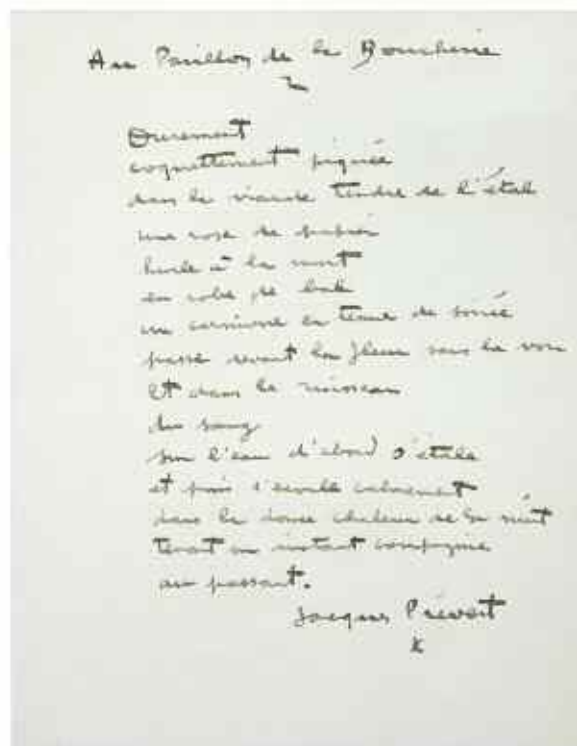 Au Pavillon de la Boucherie
Durement
coquettement piquée
dans la viande tendre de l'étal
une rose de papier
hurle à la mort
en robe de bal
un carnivore en tenue de soirée
passe devant la fleur sans la voir
et dans le ruisseau
du sang
sur l'eau d'abord s'étale
et puis s'écoule calmement
dans la douce chaleur de la nuit
tenant un instant compagnie
au passant.
Jacques Prévert